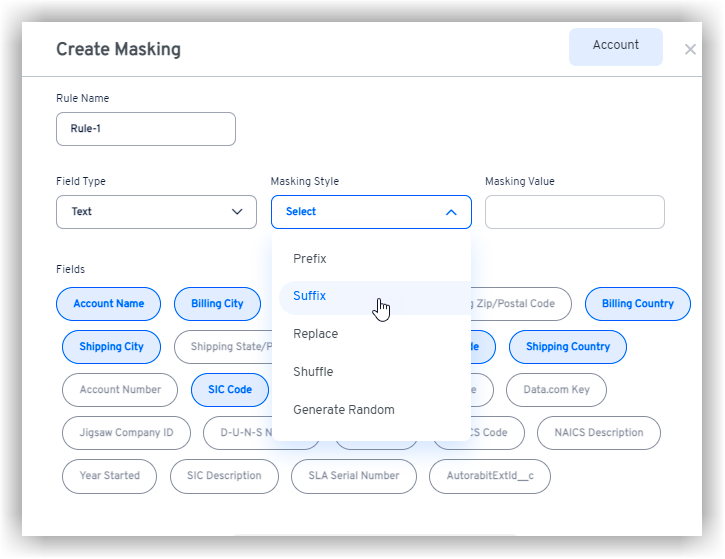 Create Masking
Account
Rule Name
Rule-1
Field Type
Masking Style
Masking Value
Text
Select
Prefix
Fields
Account Name
Billing City
Suffix
Zip/Postal Code
Billing Country
Shipping City
Shipping State/P
Replace
Shipping Country
Account Number
SIC Code
Shuffle
Data.com Key
Jigsaw Company ID
D-U-N-S N
Generate Random
CS Code
NAICS Description
Year Started
SIC Description
SLA Serial Number
AutorabitExtId__c